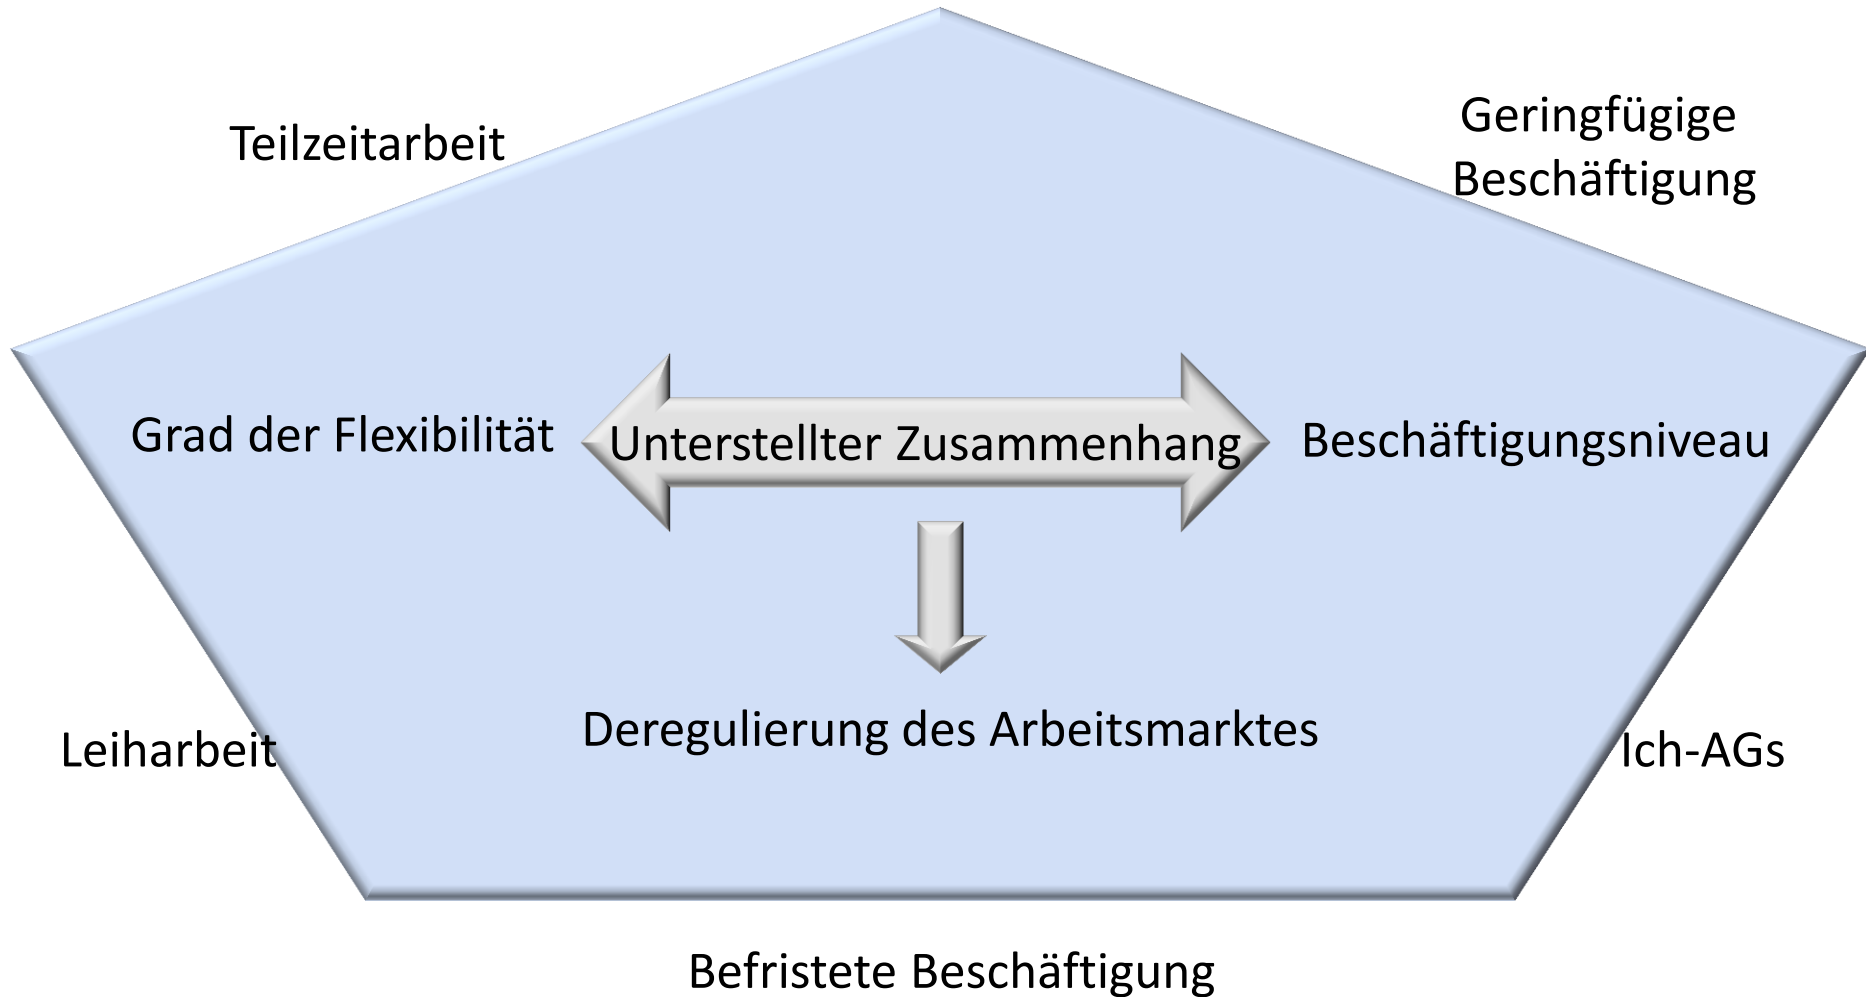 Teilzeitarbeit
Geringfügige
Beschäftigung
Grad der Flexibilität
Unterstellter Zusammenhang
Beschäftigungsniveau
Deregulierung des Arbeitsmarktes
Leiharbeit
Ich-AGs
Befristete Beschäftigung